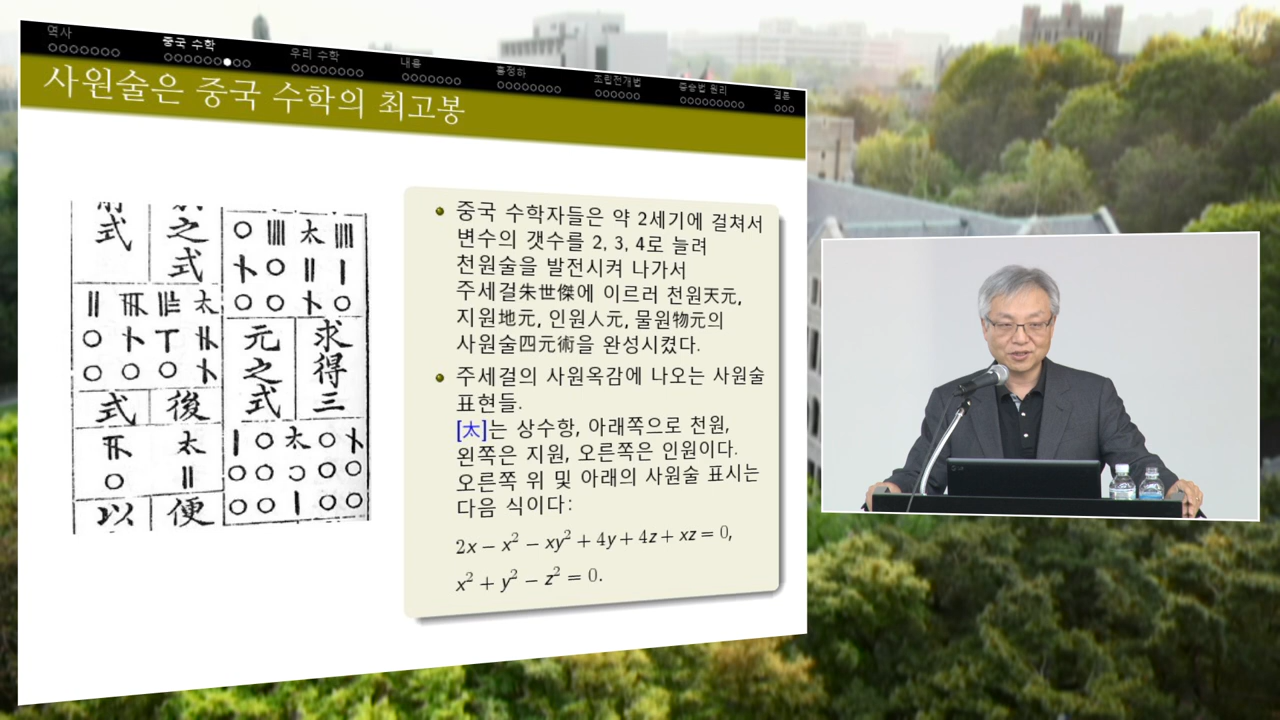 역사
중국 수학
우리 수학
내용
홍정하
조립전개법
증승법 원리
결론
사원술은 중국 수학의 최고봉
중국 수학자들은 약 2세기에 걸쳐서
변수의 갯수를 2, 3, 4로 늘려
천원술을 발전시켜 나가서
주세걸朱世傑에 이르러 천원天元,
지원地元, 인원人元, 물원物元의
사원술四元術을 완성시켰다.
주세걸의 사원옥감에 나오는 사원술
표현들.
[太]는 상수항, 아래쪽으로 천원,
왼쪽은 지원, 오른쪽은 인원이다.
오른쪽 위 및 아래의 사원술 표시는
다음 식이다:
2x − x² − xy² + 4y + 4z + xz = 0,
x² + y² − z² = 0.
求得三
元之式
之式
式
太
後
式
太
便
以
太